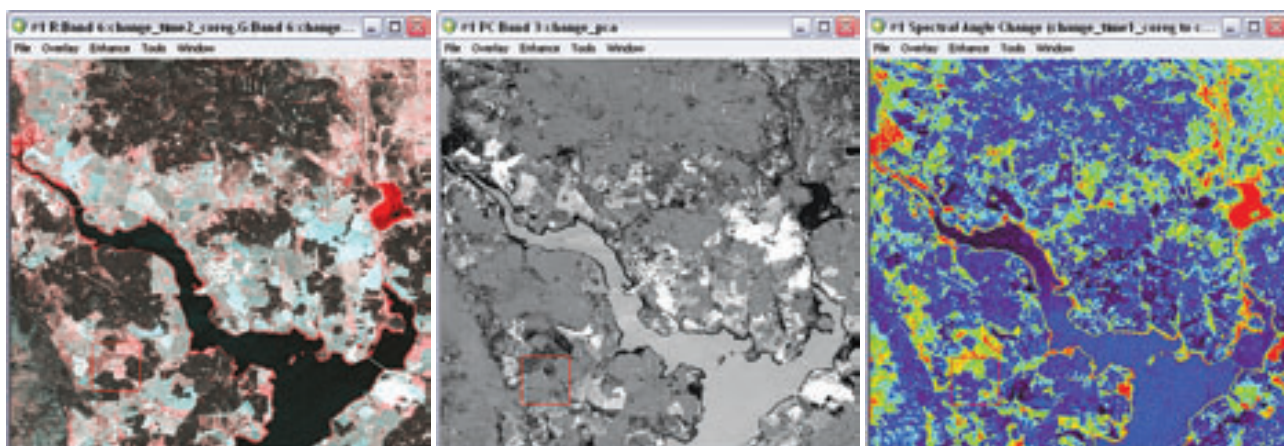 #1 R:Band 6:change_time2_coreg,G:Band 6:change...
File Overlay Enhance Tools Window
#1 PC Band 3:change_pca
File Overlay Enhance Tools Window
#1 Spectral Angle Change (change_time1_coreg to c...
File Overlay Enhance Tools Window